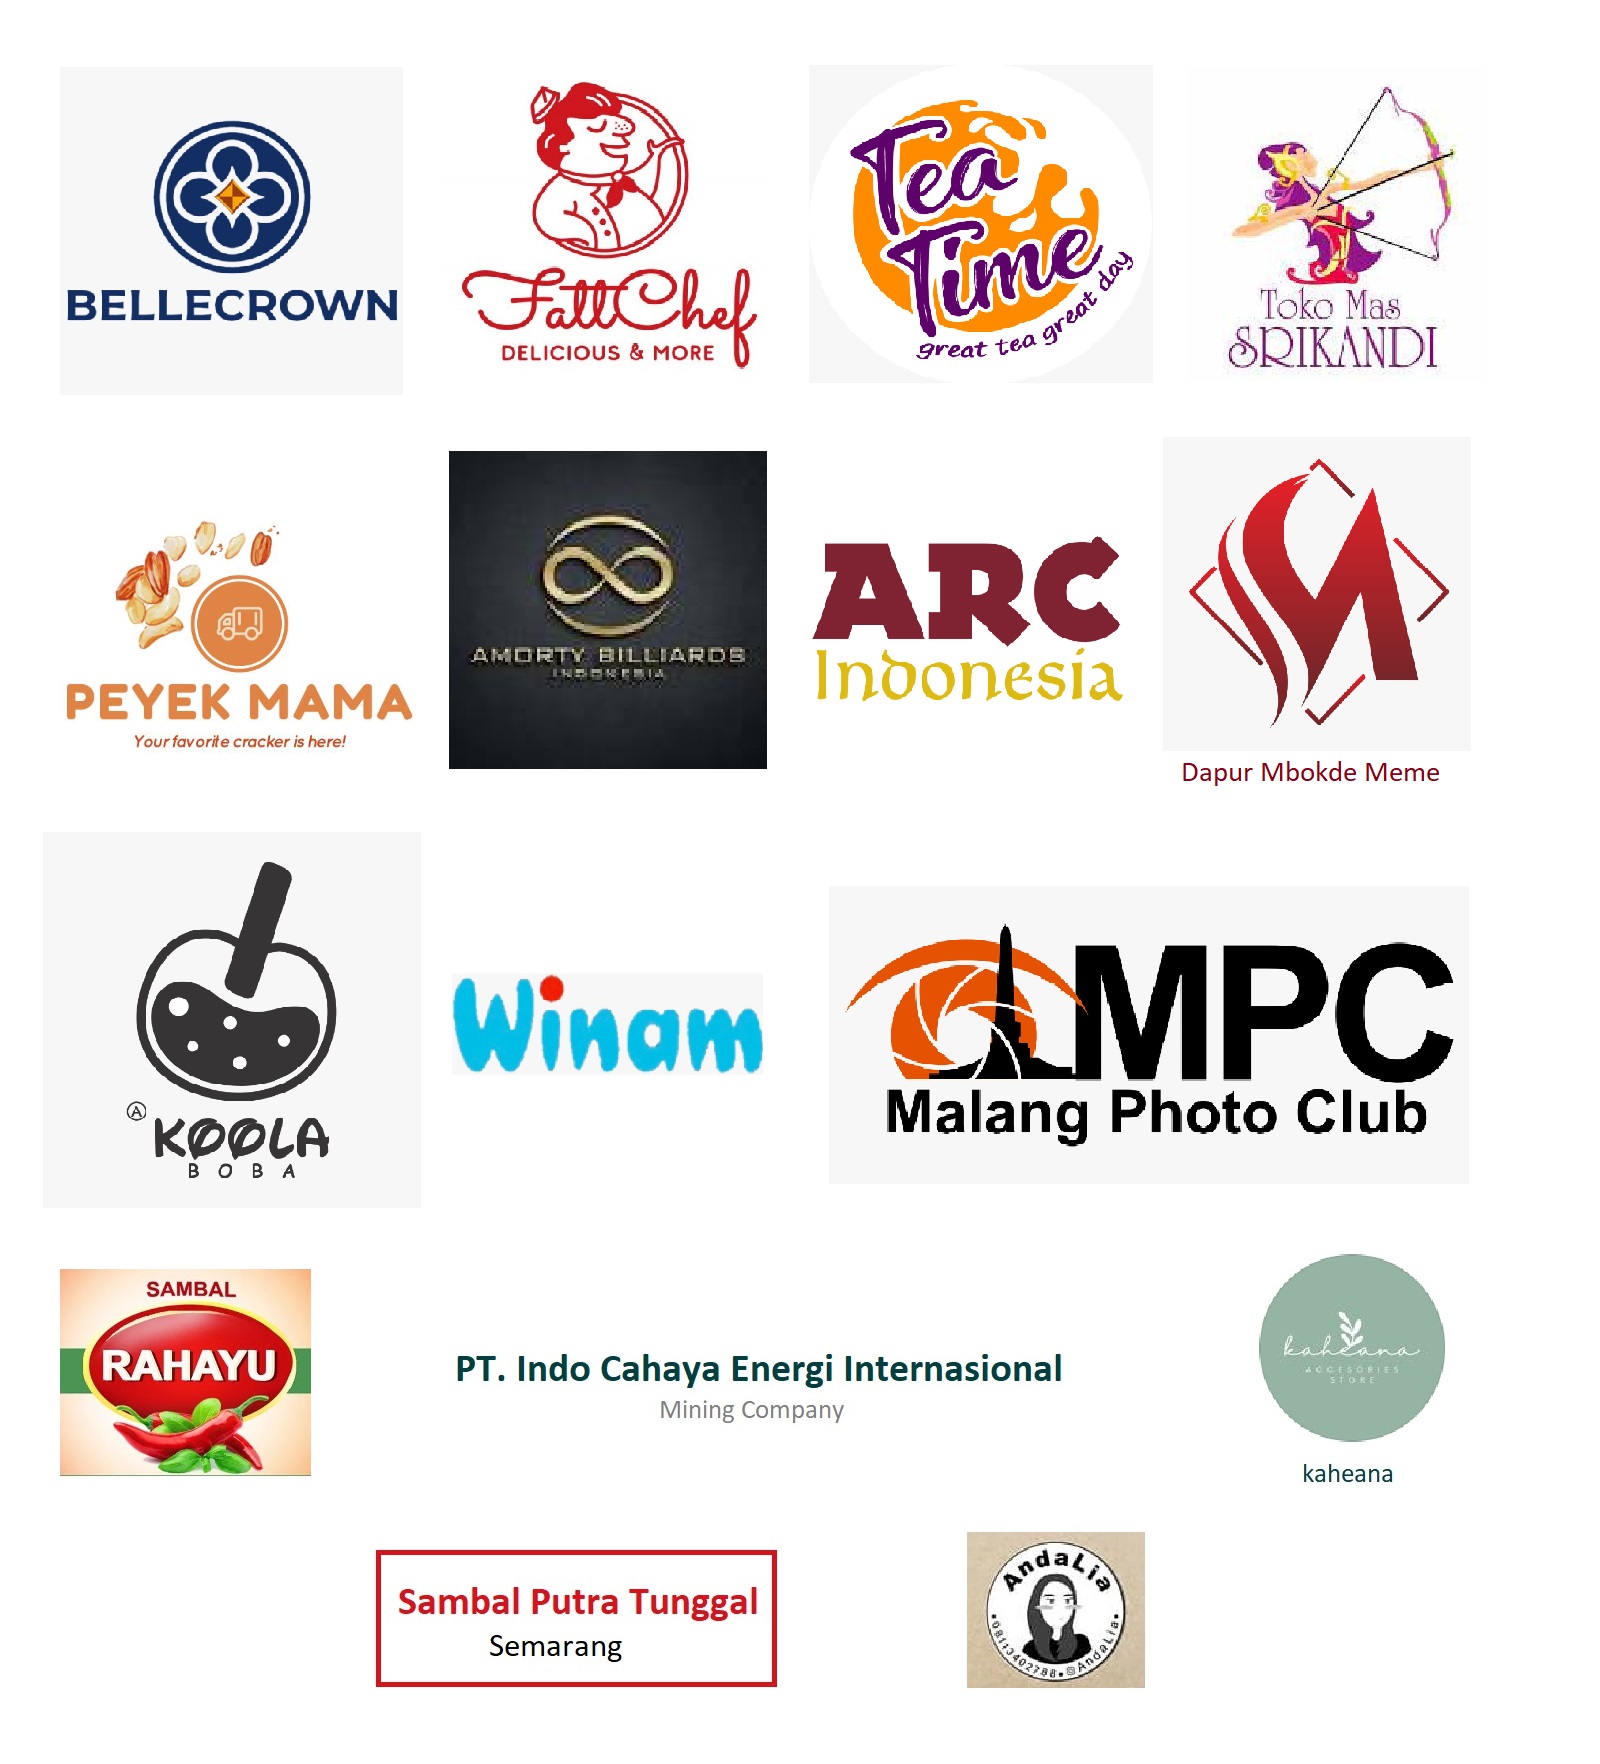 BELLECROWN
FattChef
DELICIOUS & MORE
Tea
Time
great tea great day
Toko Mas
SRIKANDI
PEYEK MAMA
Your favorite cracker is here!
AMORTY BILLIARDS
INDONESIA
ARC
Indonesia
Dapur Mbokde Meme
A
KOOLA
BOBA
Winam
MPC
Malang Photo Club
SAMBAL
RAHAYU
PT. Indo Cahaya Energi Internasional
Mining Company
kaheana
ACCESORIES
STORE
kaheana
Sambal Putra Tunggal
Semarang
AndaLia
•08113402788•@AndaLia•